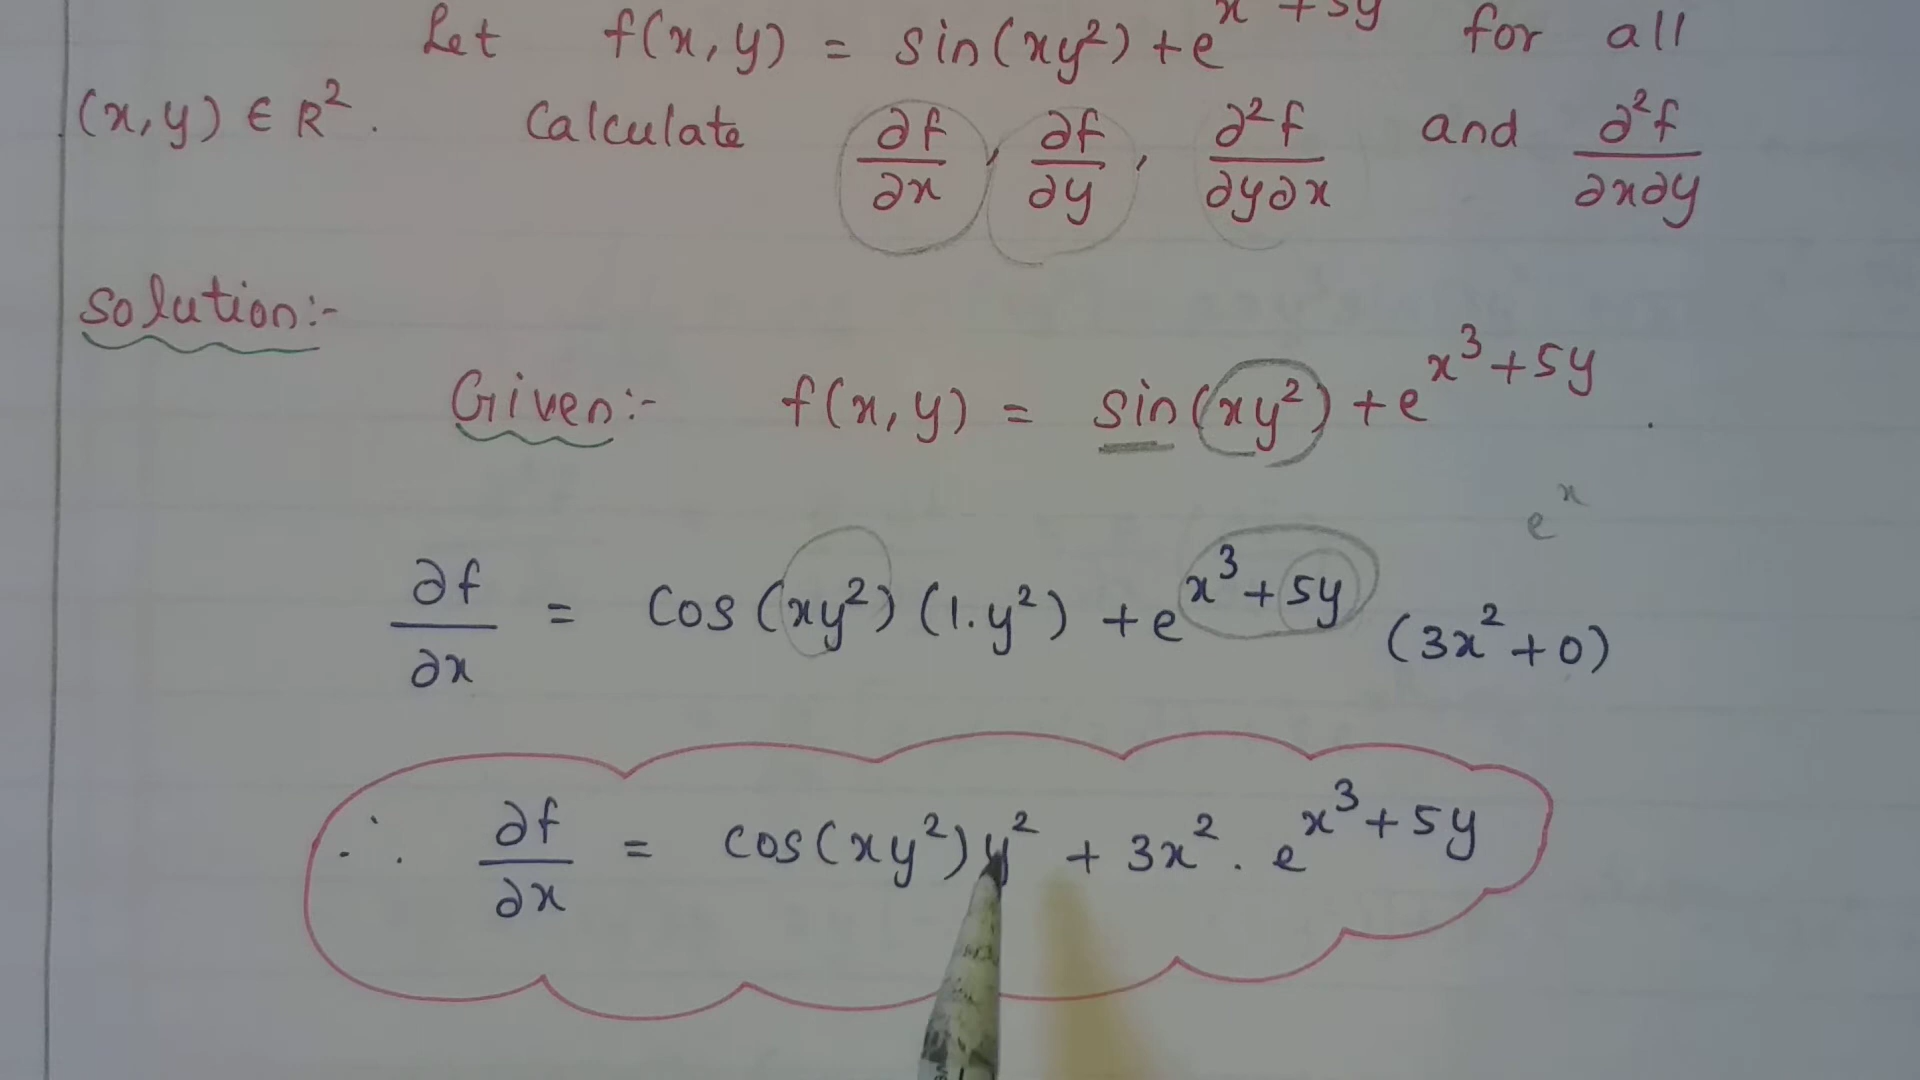 Let f(x, y) = sin(xy²) + e^(x +5y) for all
(x, y) ∈ R². Calculate ∂f/∂x, ∂f/∂y, ∂²f/∂y∂x and ∂²f/∂x∂y
Solution:-
Given:- f(x, y) = sin(xy²) + e^(x³+5y).
e^x
∂f/∂x = cos(xy²)(1.y²) + e^(x³+5y) (3x²+0)
∴ ∂f/∂x = cos(xy²)y² + 3x². e^(x³+5y)